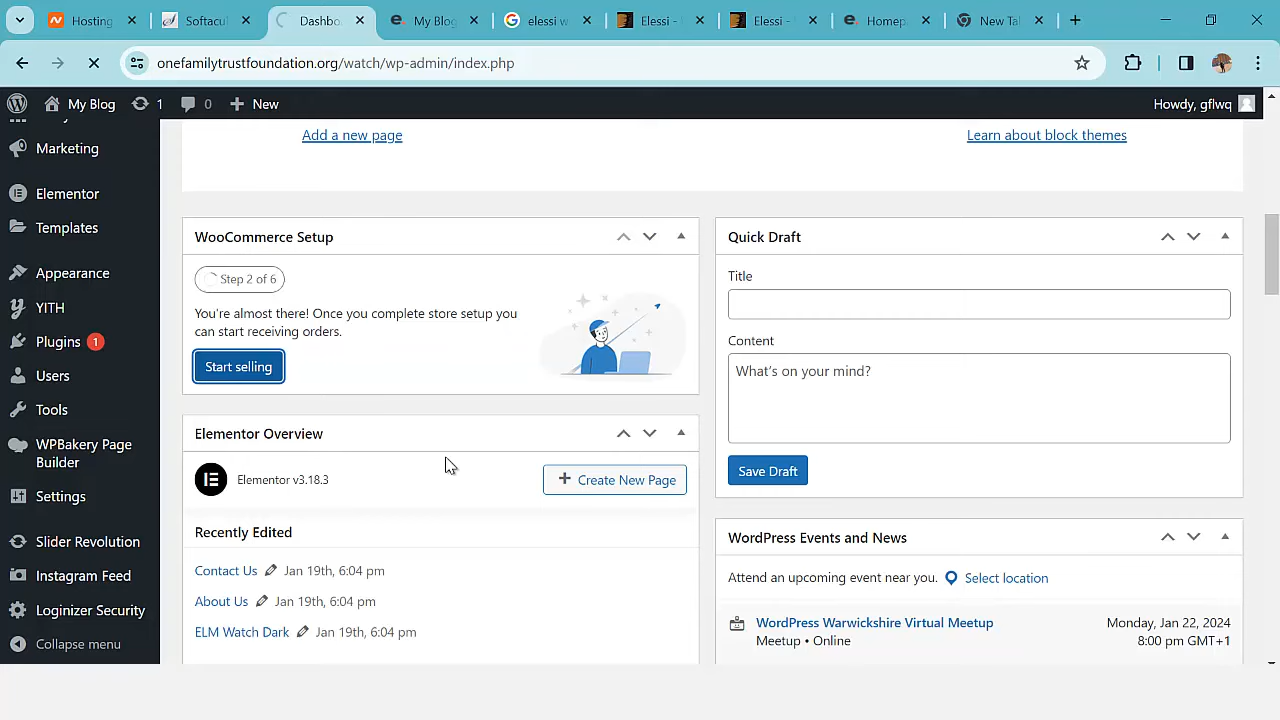 Hosting
Softacul
Dashbo
My Blog
elessi w
Elessi -
Elessi -
Homep
New Tal
onefamilytrustfoundation.org/watch/wp-admin/index.php
My Blog 1 0 New
Howdy, gflwq
Marketing
Elementor
Templates
Appearance
YITH
Plugins 1
Users
Tools
WPBakery Page
Builder
Settings
Slider Revolution
Instagram Feed
Loginizer Security
Collapse menu
Add a new page
Learn about block themes
WooCommerce Setup
Step 2 of 6
You're almost there! Once you complete store setup you
can start receiving orders.
Start selling
Elementor Overview
Elementor v3.18.3
Create New Page
Recently Edited
Contact Us Jan 19th, 6:04 pm
About Us Jan 19th, 6:04 pm
ELM Watch Dark Jan 19th, 6:04 pm
Quick Draft
Title
Content
What's on your mind?
Save Draft
WordPress Events and News
Attend an upcoming event near you. Select location
WordPress Warwickshire Virtual Meetup
Meetup • Online
Monday, Jan 22, 2024
8:00 pm GMT+1